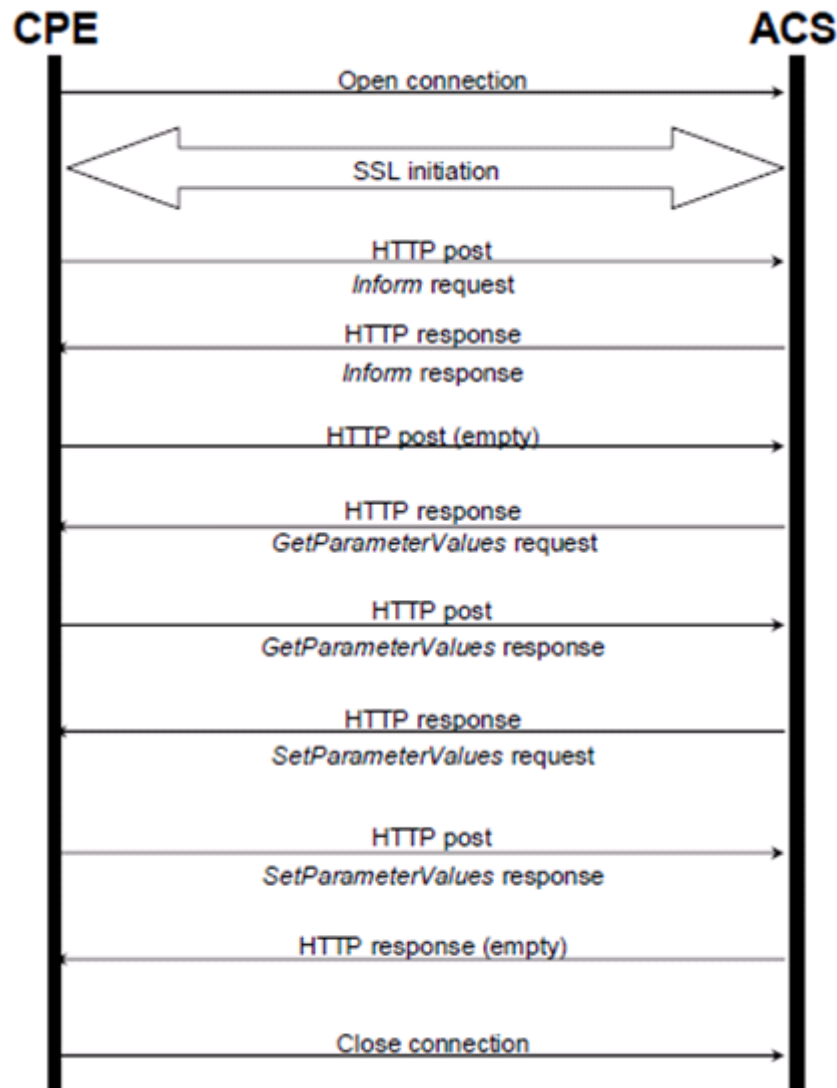 CPE ACS
Open connection
SSL initiation
HTTP post
Inform request
HTTP response
Inform response
HTTP post (empty)
HTTP response
GetParameterValues request
HTTP post
GetParameterValues response
HTTP response
SetParameterValues request
HTTP post
SetParameterValues response
HTTP response (empty)
Close connection